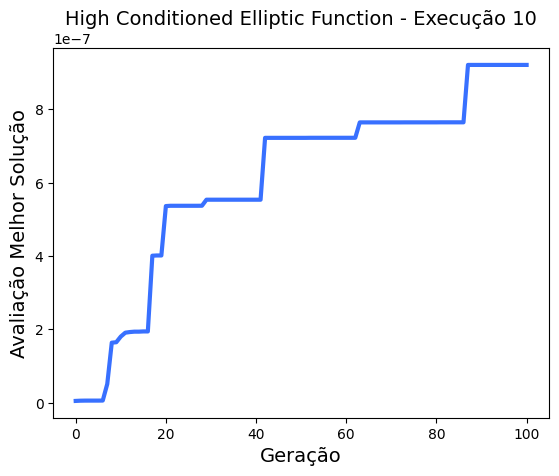 High Conditioned Elliptic Function - Execução 10
1e−7
8
6
4
2
0
0 20 40 60 80 100
Avaliação Melhor Solução
Geração